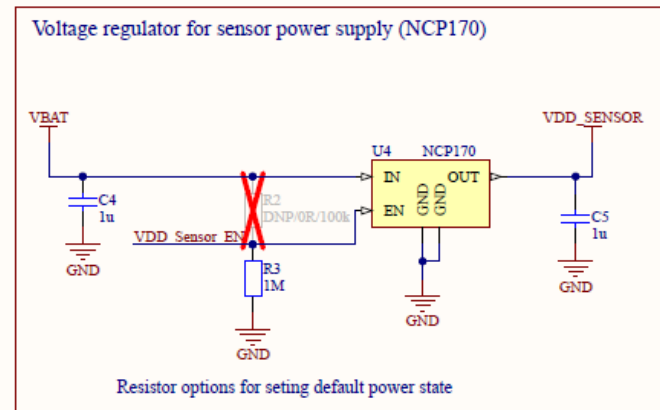 Voltage regulator for sensor power supply (NCP170)
VBAT
VDD_SENSOR
U4 NCP170
IN OUT
EN
GND
GND
C4
1u
R2
DNP/0R/100k
C5
1u
VDD_Sensor_EN
GND
R3
1M
GND
GND
GND
Resistor options for seting default power state